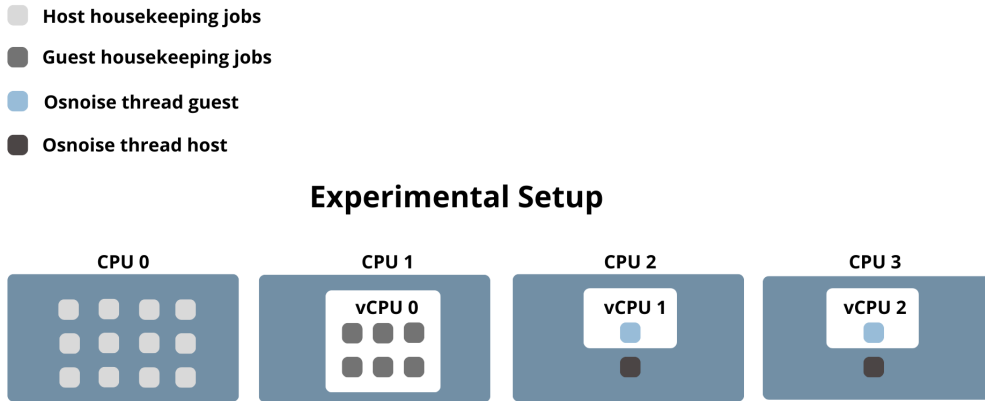 Host housekeeping jobs
Guest housekeeping jobs
Osnoise thread guest
Osnoise thread host
Experimental Setup
CPU 0
CPU 1
CPU 2
CPU 3
vCPU 0
vCPU 1
vCPU 2